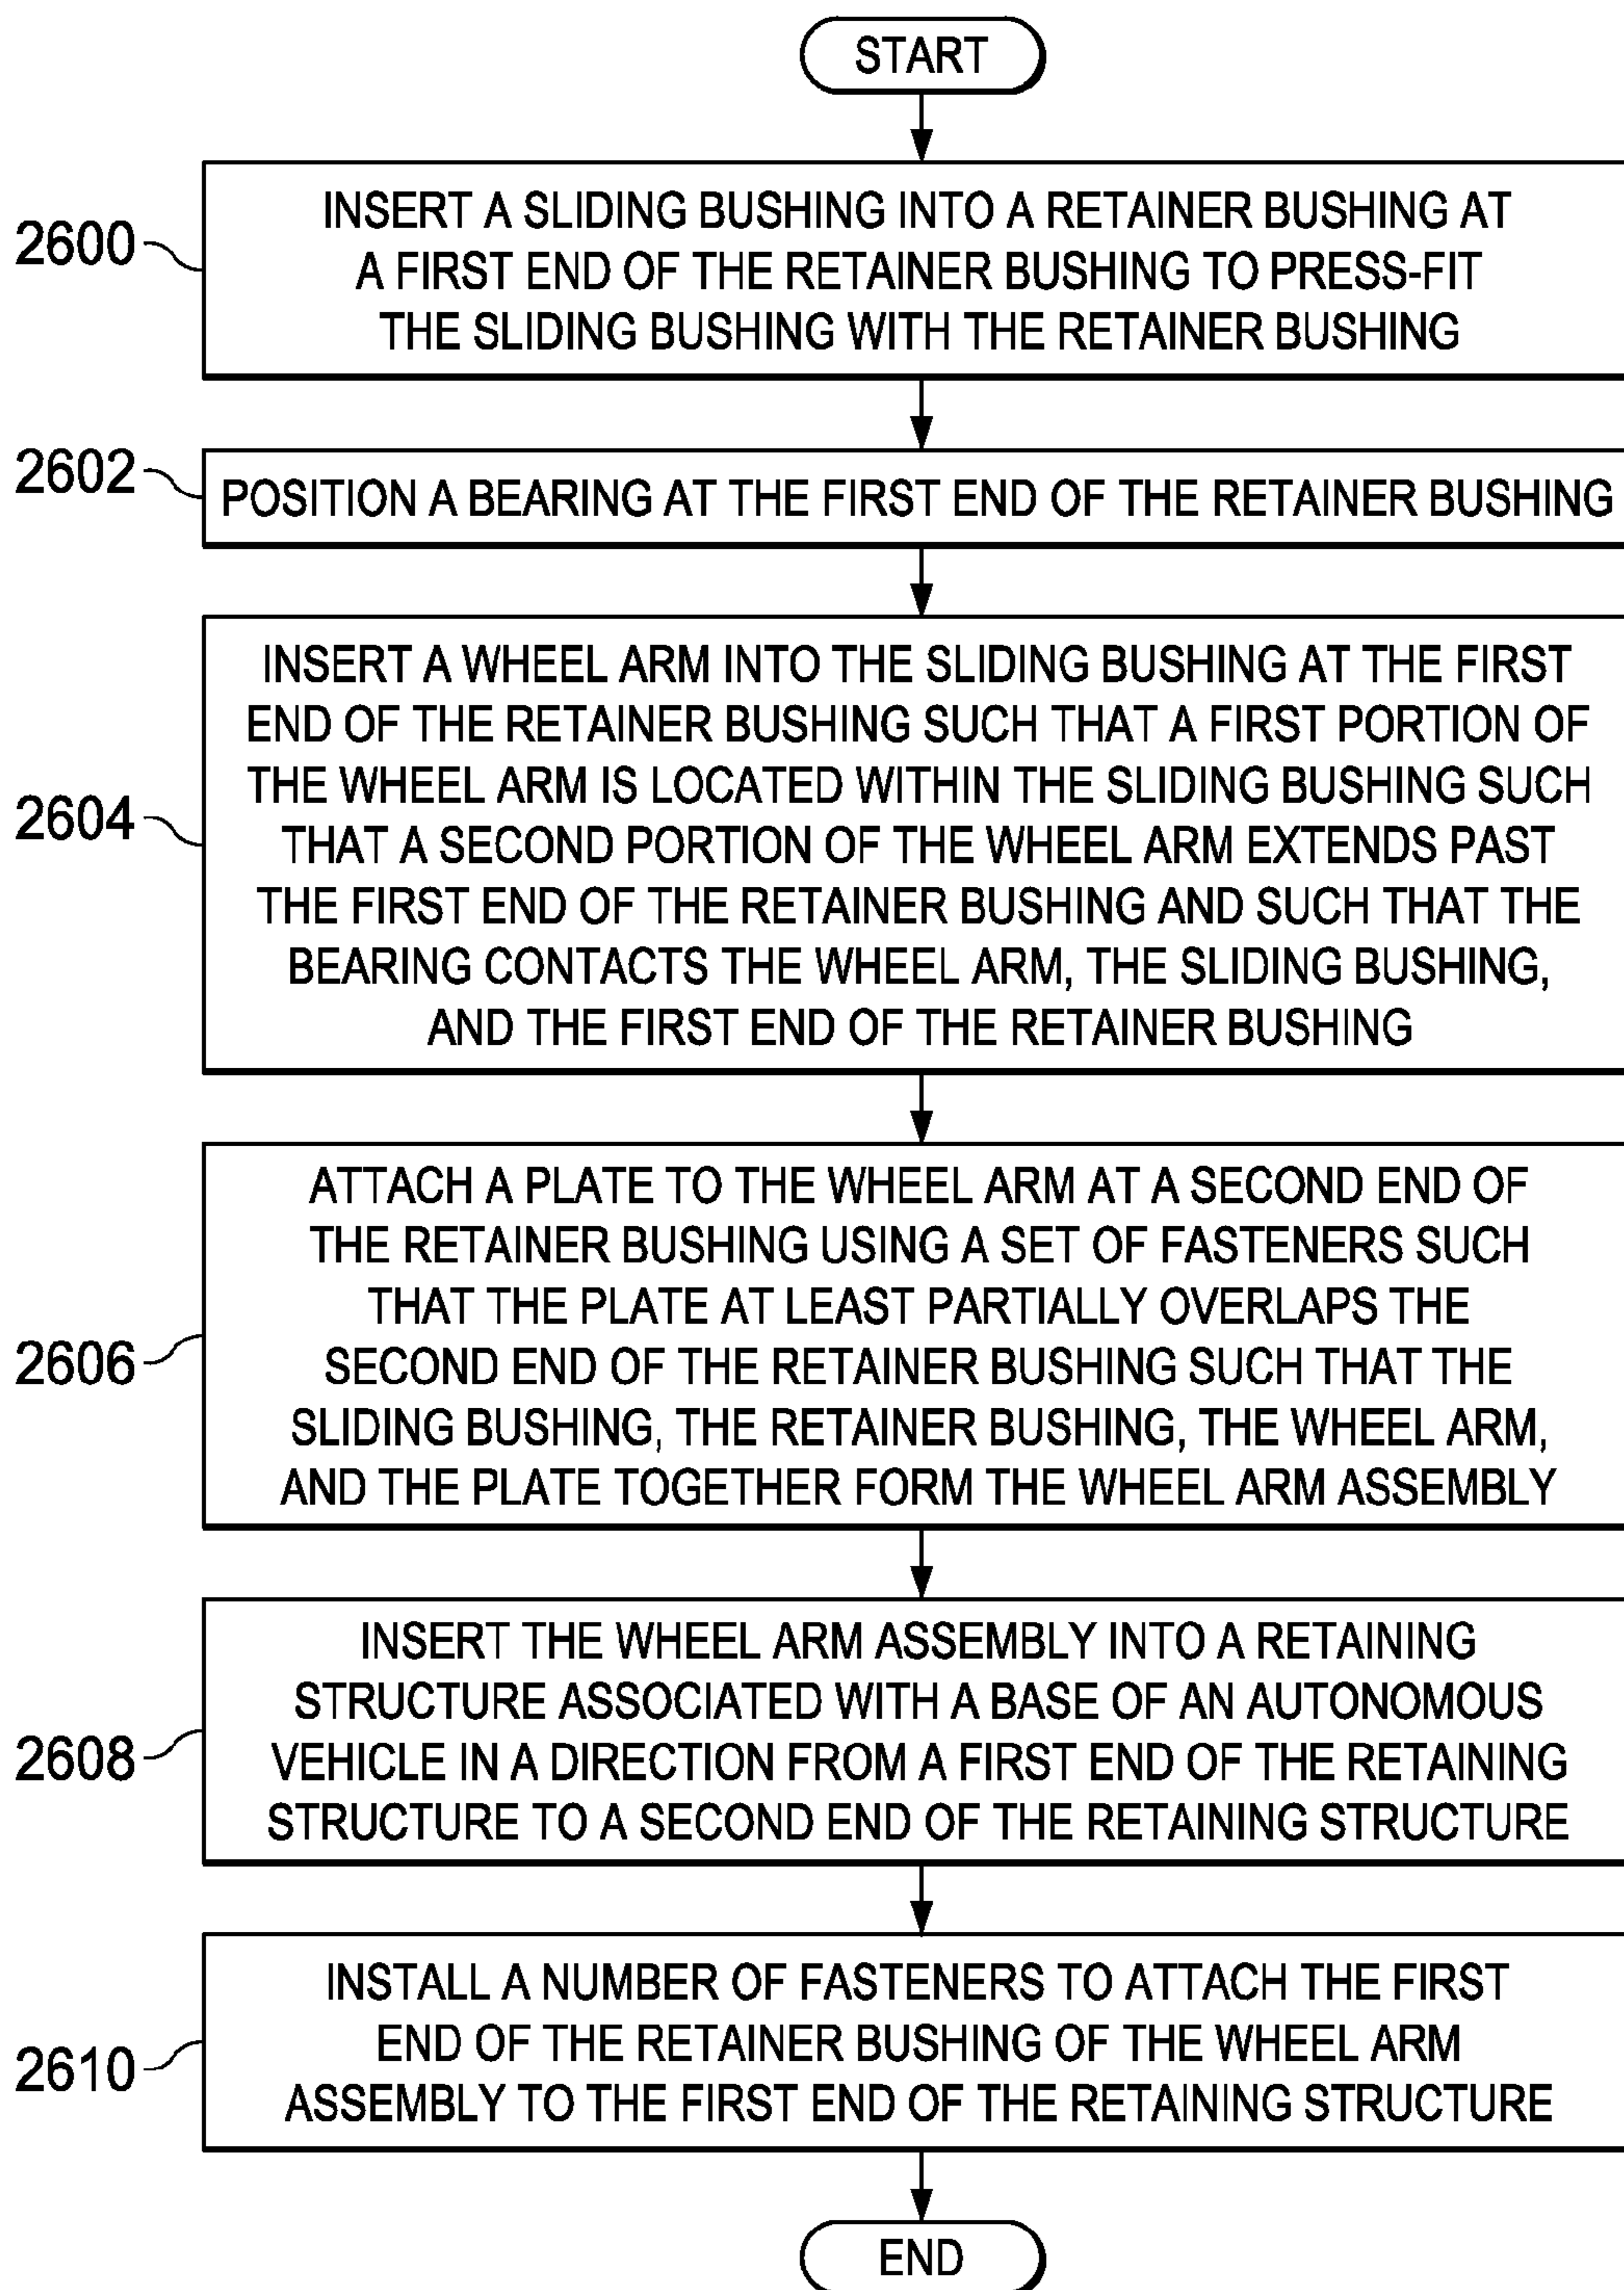 START
2600
INSERT A SLIDING BUSHING INTO A RETAINER BUSHING AT
A FIRST END OF THE RETAINER BUSHING TO PRESS-FIT
THE SLIDING BUSHING WITH THE RETAINER BUSHING
2602
POSITION A BEARING AT THE FIRST END OF THE RETAINER BUSHING
2604
INSERT A WHEEL ARM INTO THE SLIDING BUSHING AT THE FIRST
END OF THE RETAINER BUSHING SUCH THAT A FIRST PORTION OF
THE WHEEL ARM IS LOCATED WITHIN THE SLIDING BUSHING SUCH
THAT A SECOND PORTION OF THE WHEEL ARM EXTENDS PAST
THE FIRST END OF THE RETAINER BUSHING AND SUCH THAT THE
BEARING CONTACTS THE WHEEL ARM, THE SLIDING BUSHING,
AND THE FIRST END OF THE RETAINER BUSHING
2606
ATTACH A PLATE TO THE WHEEL ARM AT A SECOND END OF
THE RETAINER BUSHING USING A SET OF FASTENERS SUCH
THAT THE PLATE AT LEAST PARTIALLY OVERLAPS THE
SECOND END OF THE RETAINER BUSHING SUCH THAT THE
SLIDING BUSHING, THE RETAINER BUSHING, THE WHEEL ARM,
AND THE PLATE TOGETHER FORM THE WHEEL ARM ASSEMBLY
2608
INSERT THE WHEEL ARM ASSEMBLY INTO A RETAINING
STRUCTURE ASSOCIATED WITH A BASE OF AN AUTONOMOUS
VEHICLE IN A DIRECTION FROM A FIRST END OF THE RETAINING
STRUCTURE TO A SECOND END OF THE RETAINING STRUCTURE
2610
INSTALL A NUMBER OF FASTENERS TO ATTACH THE FIRST
END OF THE RETAINER BUSHING OF THE WHEEL ARM
ASSEMBLY TO THE FIRST END OF THE RETAINING STRUCTURE
END